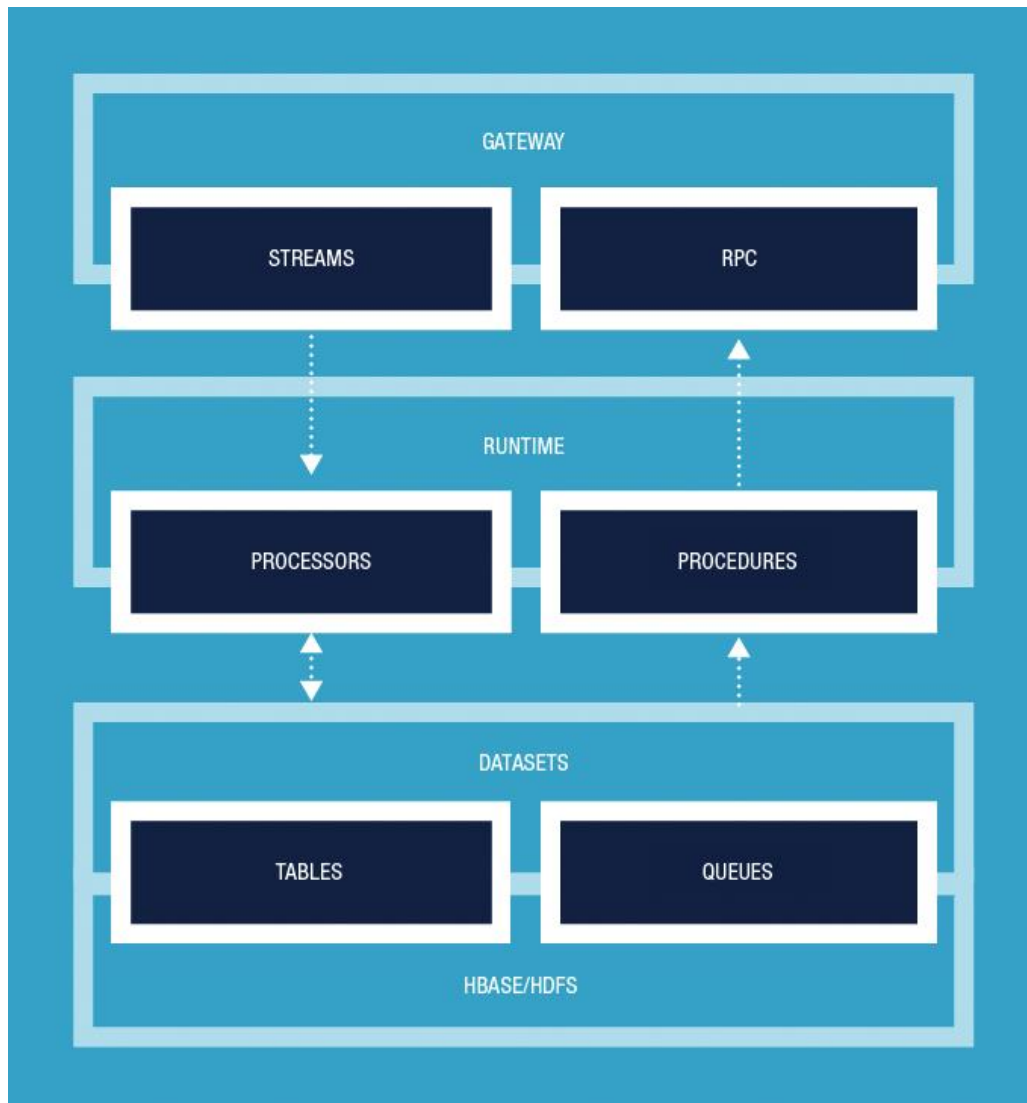 GATEWAY
STREAMS
RPC
RUNTIME
PROCESSORS
PROCEDURES
DATASETS
TABLES
QUEUES
HBASE/HDFS